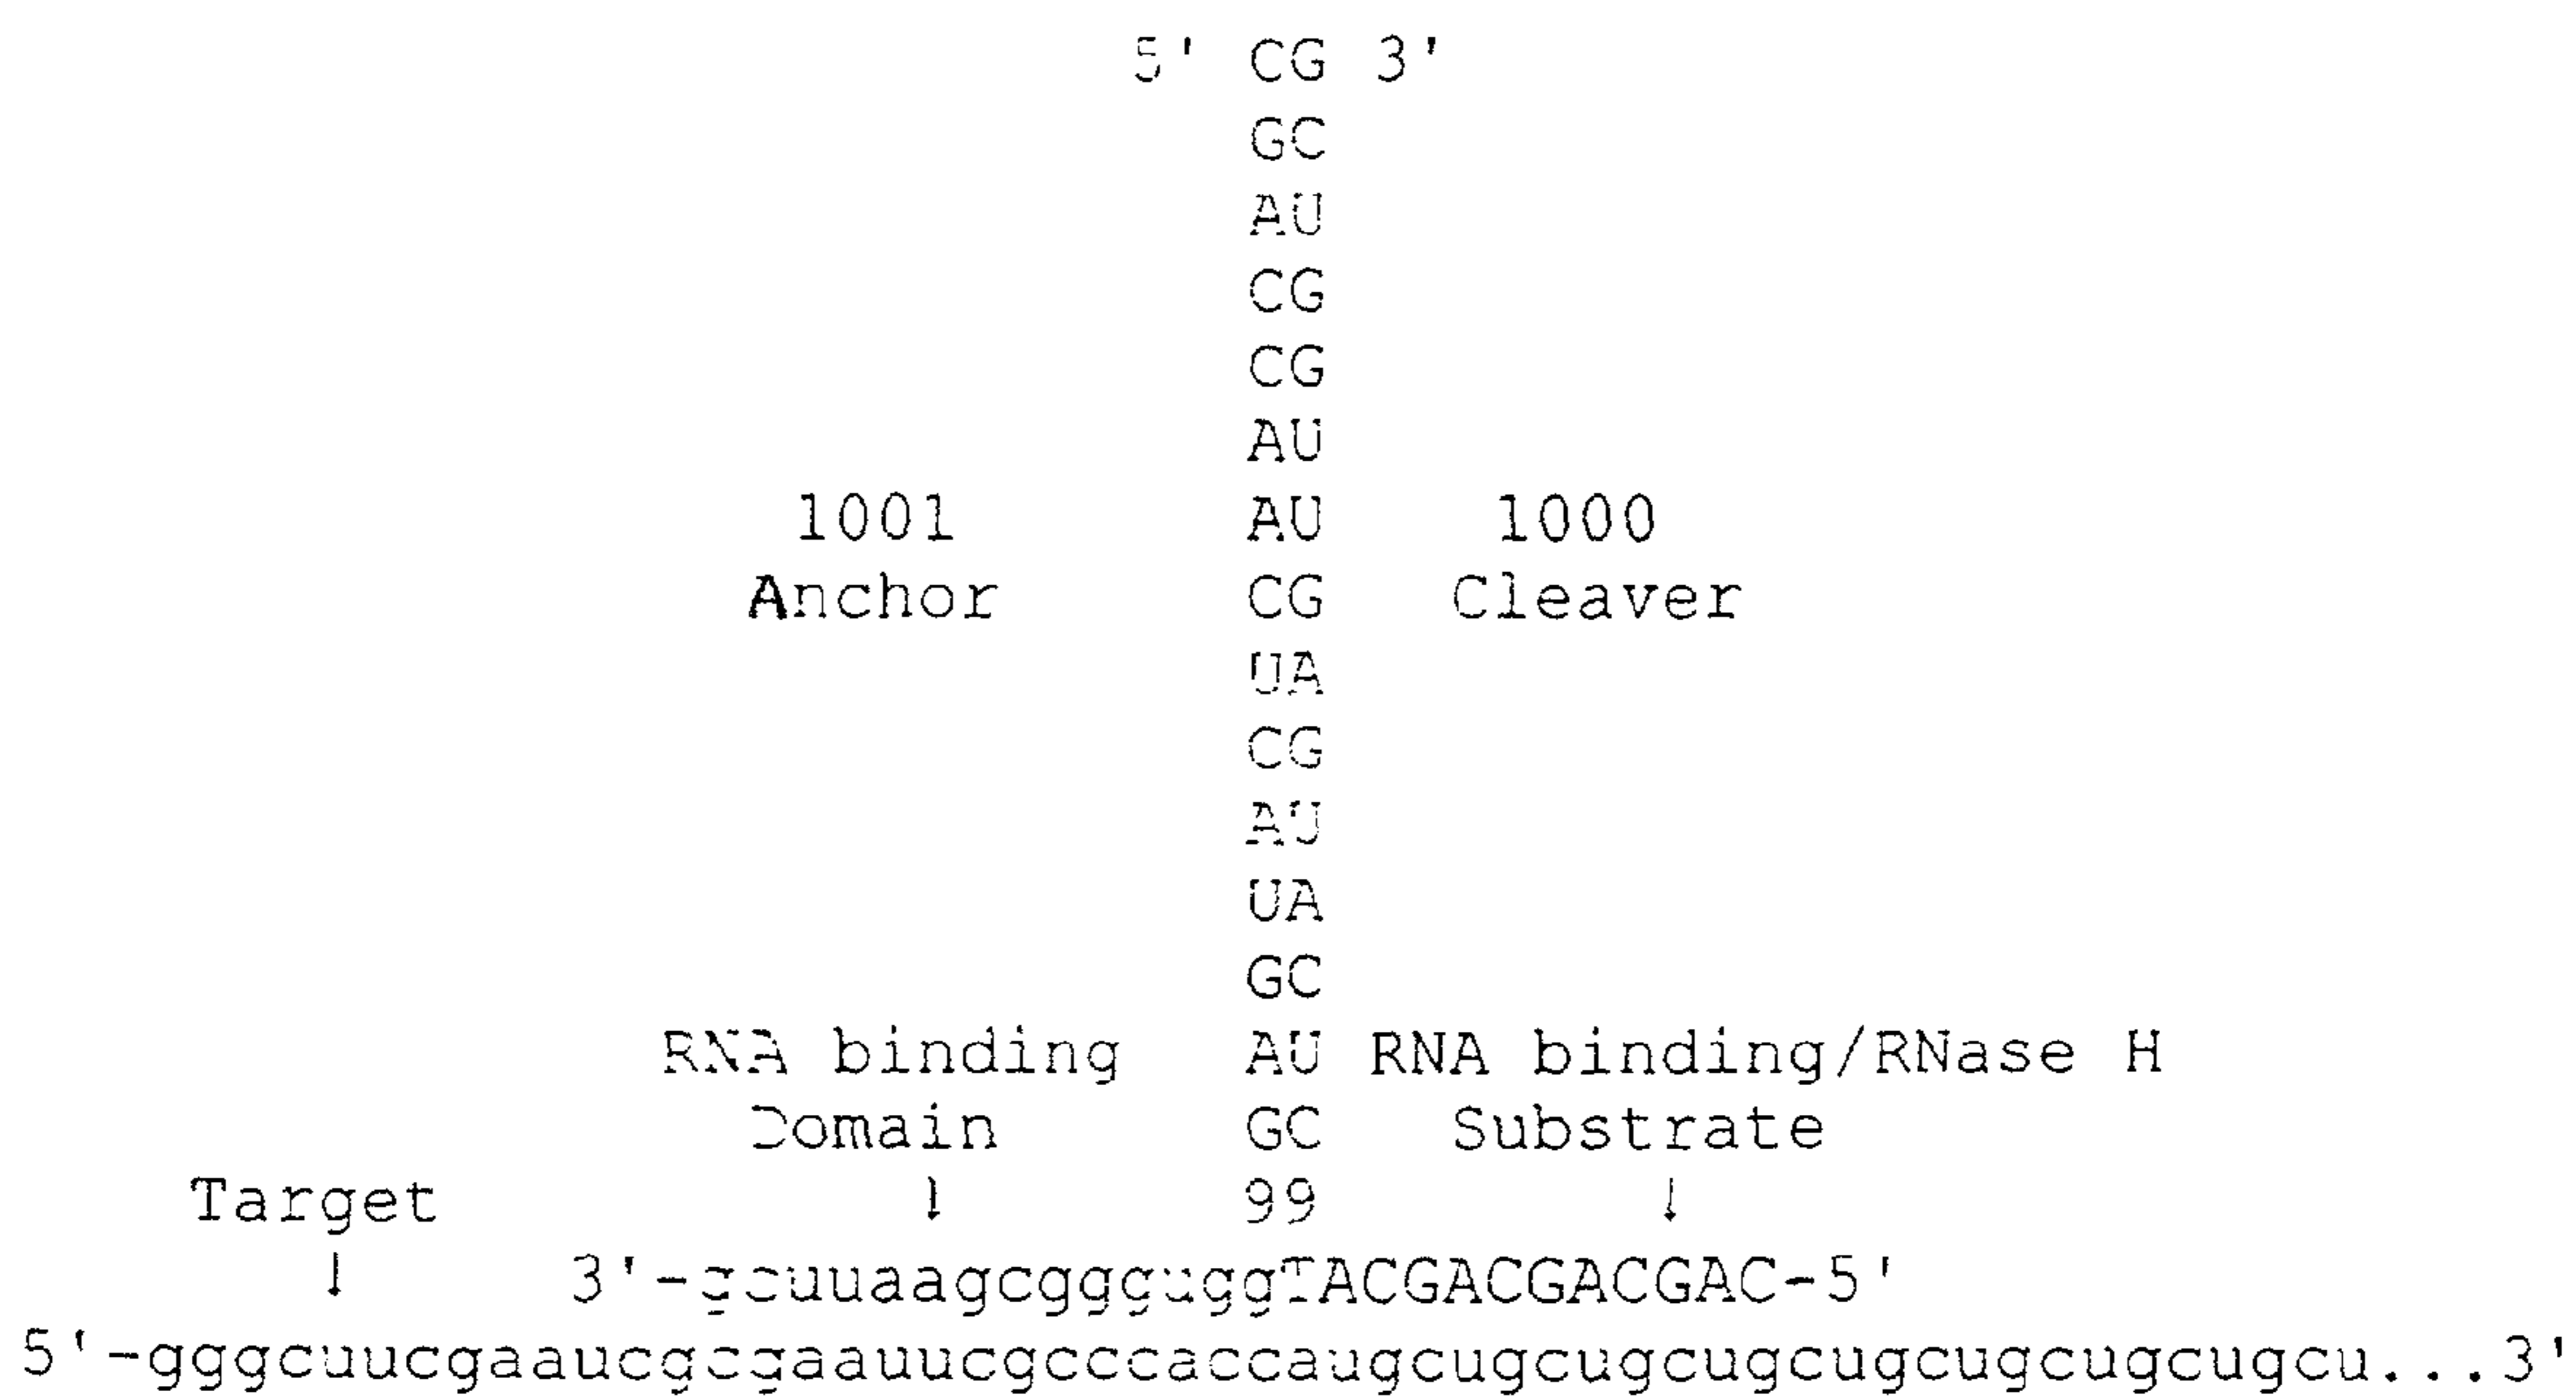 5' CG 3'
GC
AU
CG
CG
AU
1001 AU 1000
Anchor CG Cleaver
UA
CG
AU
UA
GC
RNA binding AU RNA binding/RNase H
Domain GC Substrate
Target ↓ 99 ↓
↓ 3'-gcuuaagcggguggTACGACGACGAC-5'
5'-gggcuucgaaucgcgaauucgcccaccaugcugcugcugcugcugcugcugcu...3'